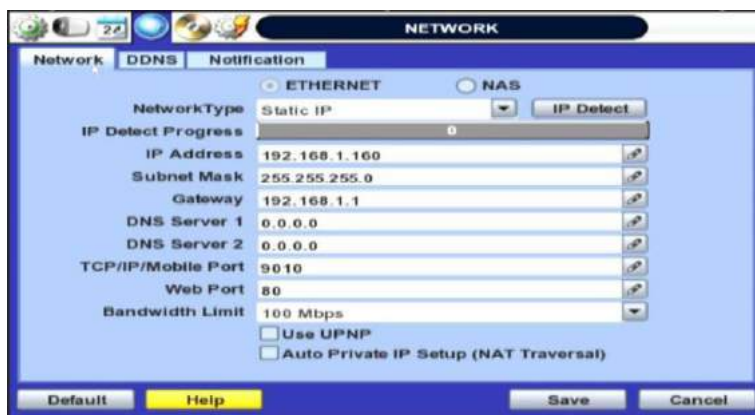 24 NETWORK
Network DDNS Notification
ETHERNET NAS
NetworkType Static IP IP Detect
IP Detect Progress 0
IP Address 192.168.1.160
Subnet Mask 255.255.255.0
Gateway 192.168.1.1
DNS Server 1 0.0.0.0
DNS Server 2 0.0.0.0
TCP/IP/Mobile Port 9010
Web Port 80
Bandwidth Limit 100 Mbps
Use UPNP
Auto Private IP Setup (NAT Traversal)
Default Help Save Cancel